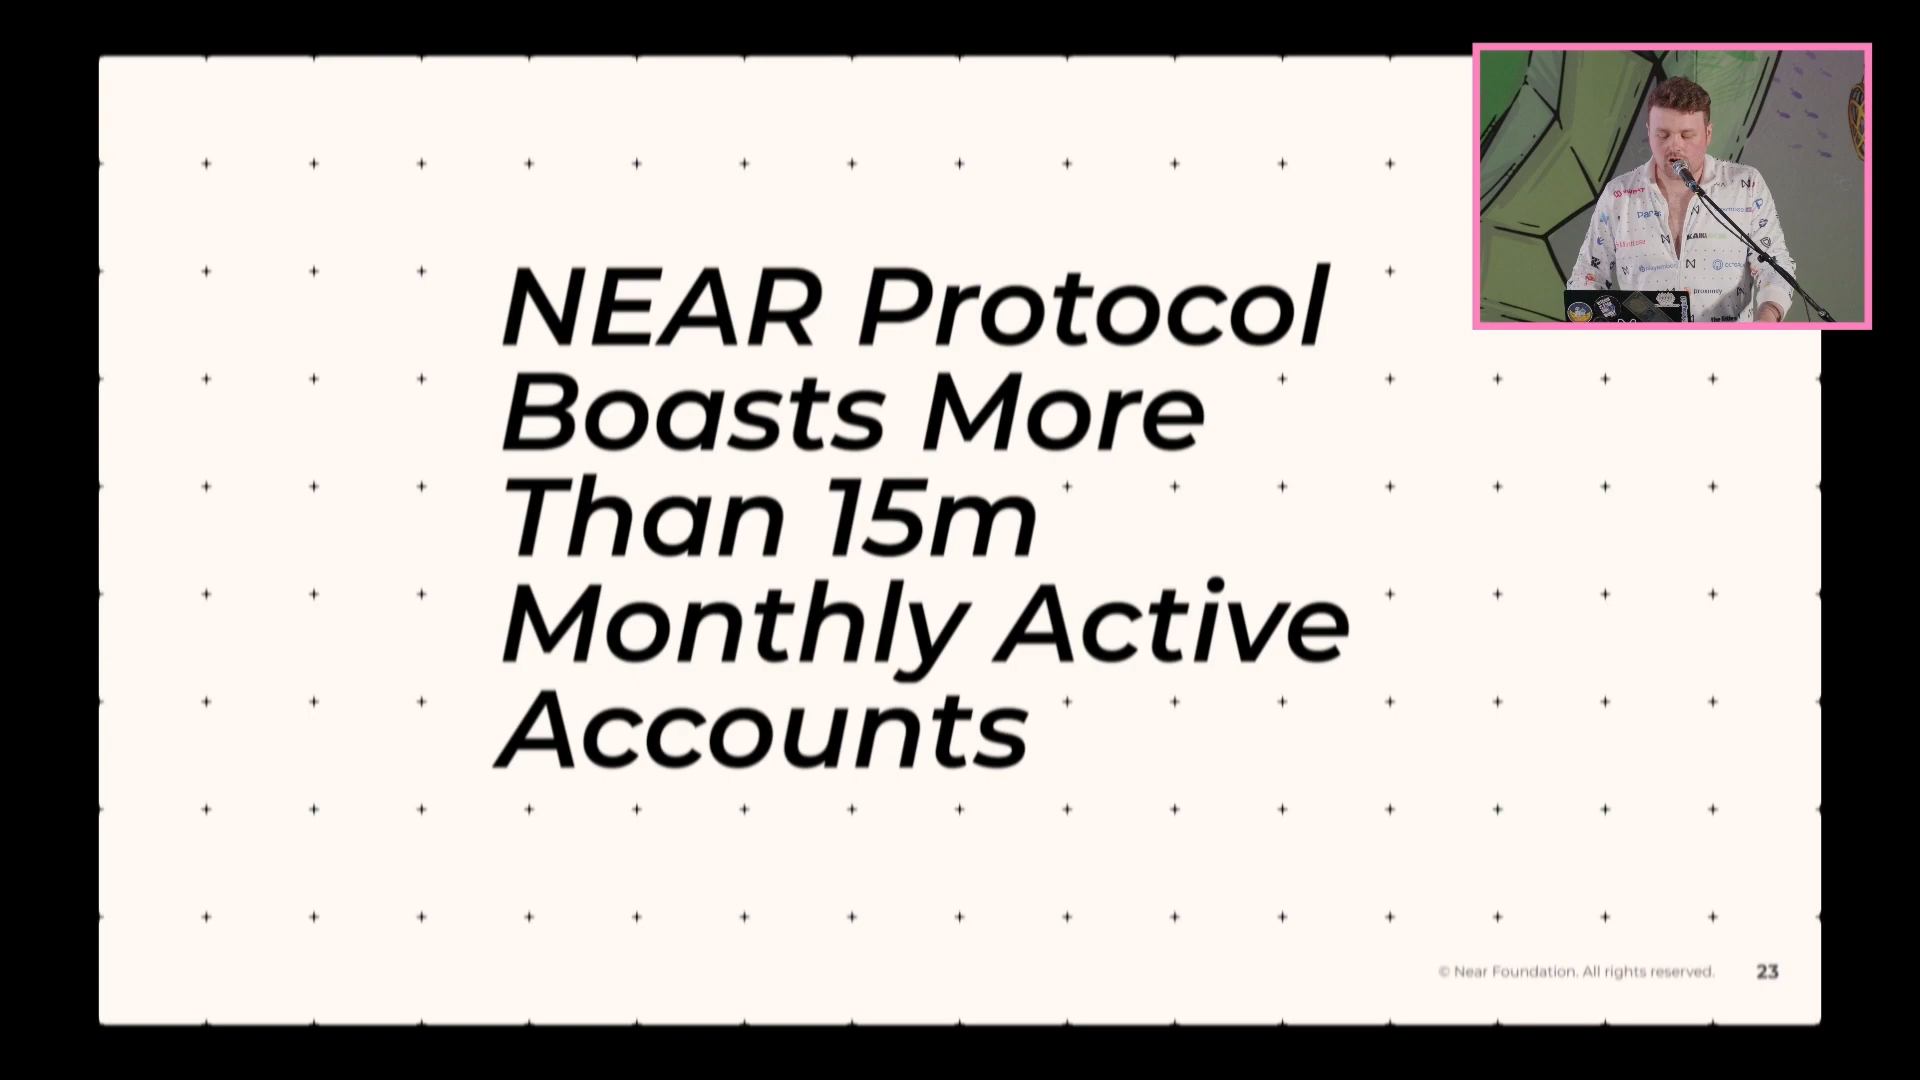 NEAR Protocol
Boasts More
Than 15m
Monthly Active
Accounts
© Near Foundation. All rights reserved.
23